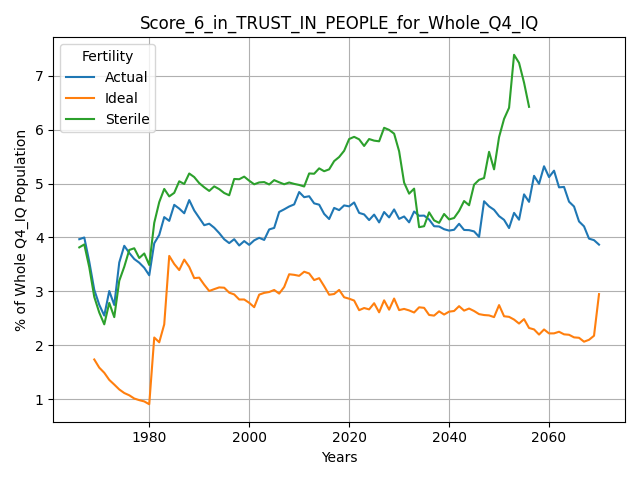 Score_6_in_TRUST_IN_PEOPLE_for_Whole_Q4_IQ
Fertility
Actual
Ideal
Sterile
% of Whole Q4_IQ Population
7
6
5
4
3
2
1
1980 2000 2020 2040 2060
Years